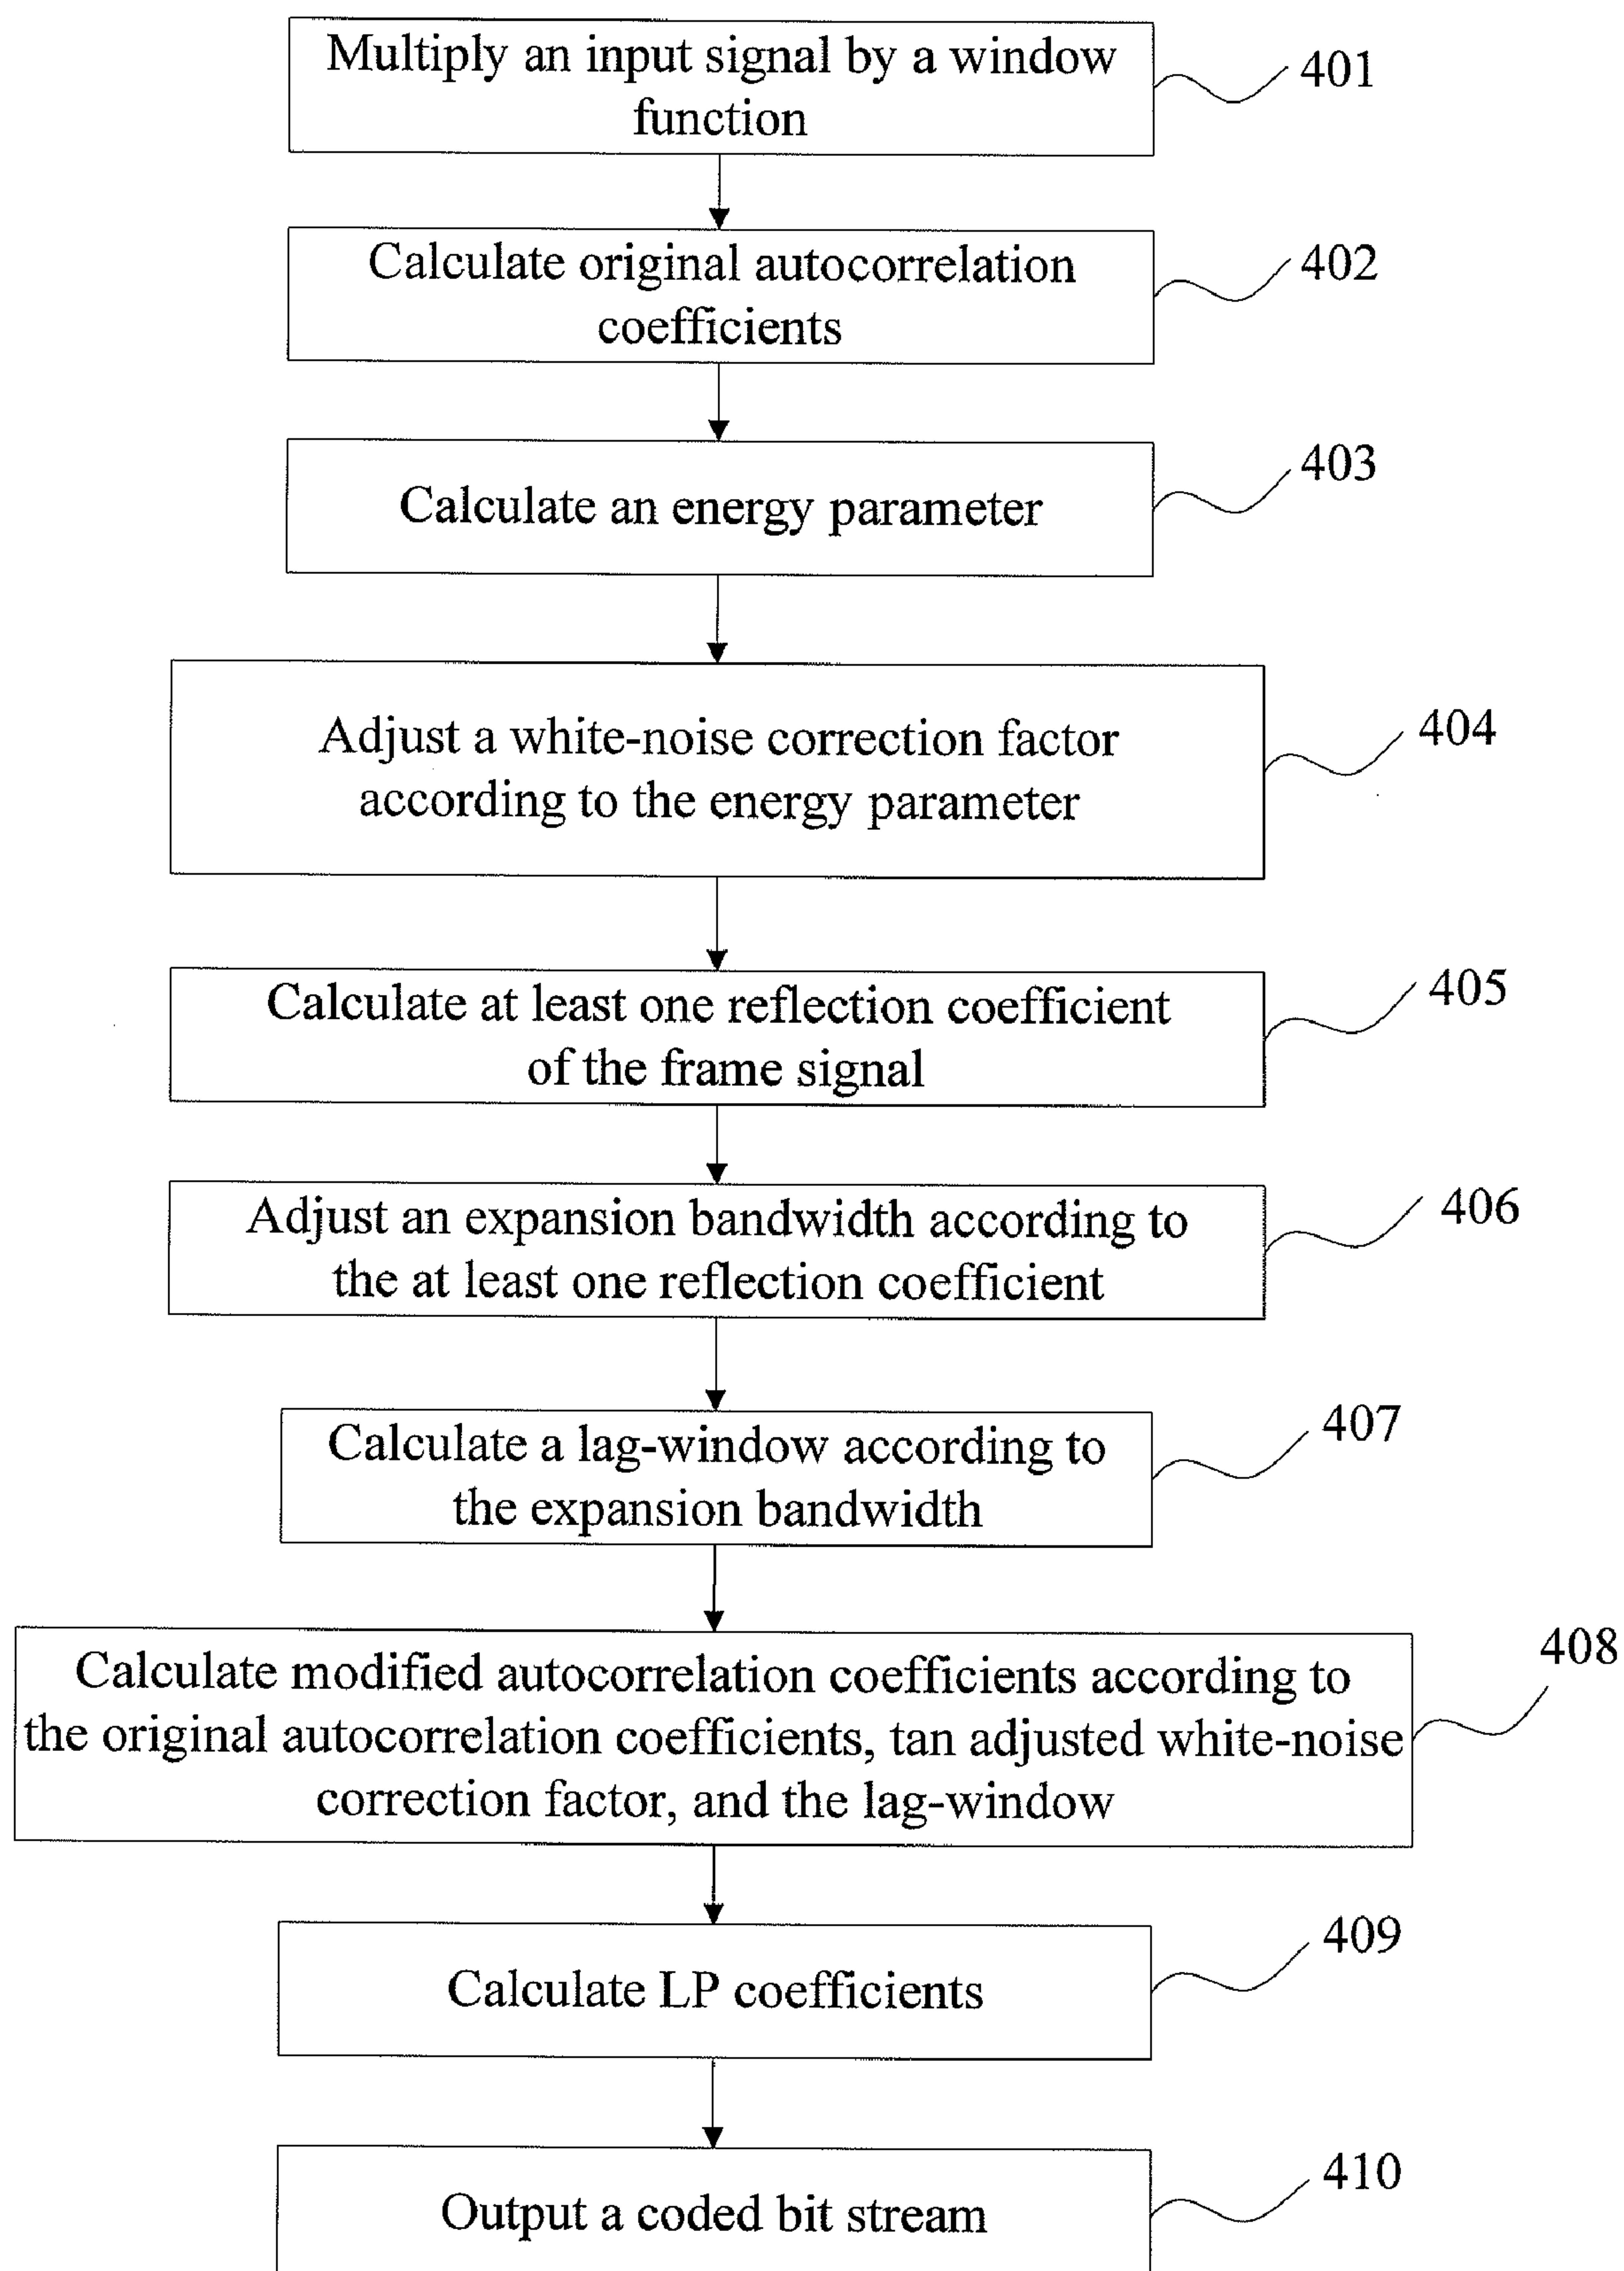 Multiply an input signal by a window
function
401
Calculate original autocorrelation
coefficients
402
Calculate an energy parameter
403
Adjust a white-noise correction factor
according to the energy parameter
404
Calculate at least one reflection coefficient
of the frame signal
405
Adjust an expansion bandwidth according to
the at least one reflection coefficient
406
Calculate a lag-window according to
the expansion bandwidth
407
Calculate modified autocorrelation coefficients according to
the original autocorrelation coefficients, tan adjusted white-noise
correction factor, and the lag-window
408
Calculate LP coefficients
409
Output a coded bit stream
410